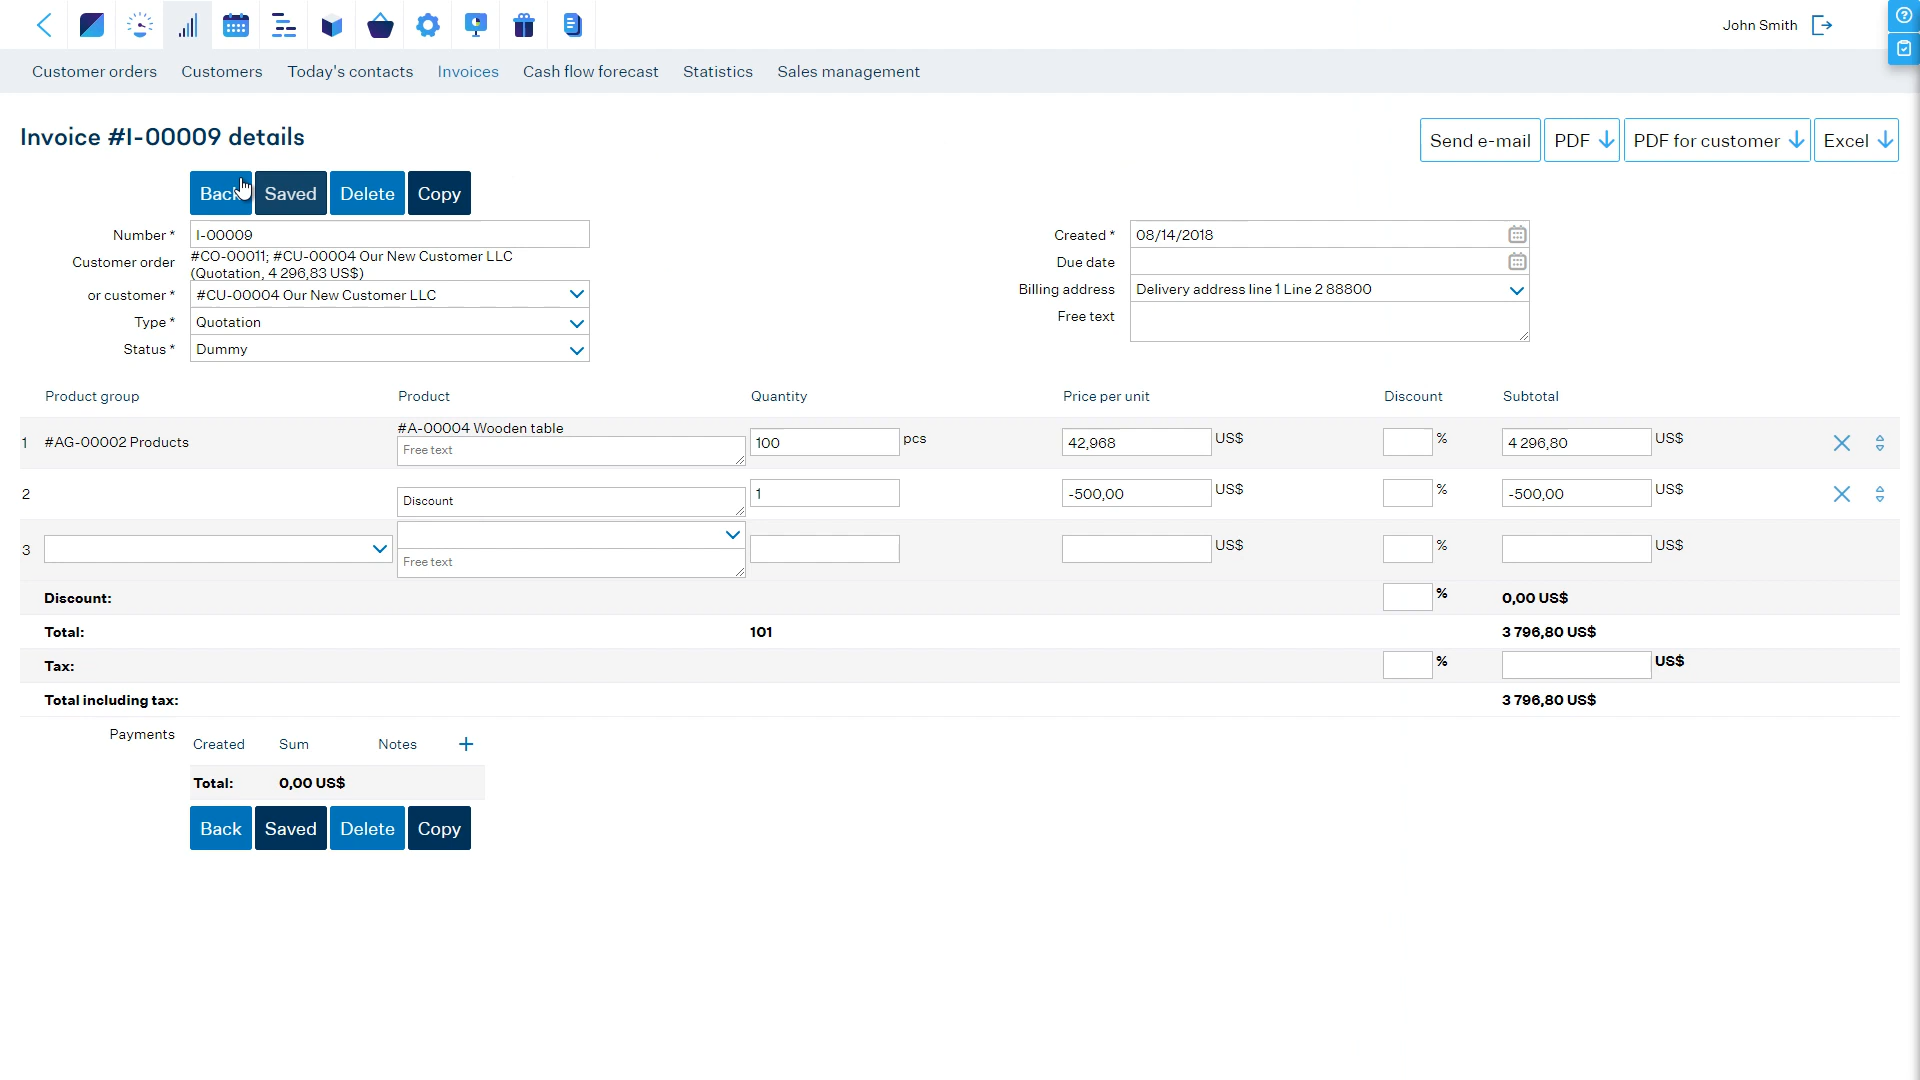 John Smith
Customer orders Customers Today's contacts Invoices Cash flow forecast Statistics Sales management
Invoice #I-00009 details
Send e-mail PDF PDF for customer Excel
Back Saved Delete Copy
Number * I-00009
Customer order #CO-00011; #CU-00004 Our New Customer LLC
(Quotation, 4 296,83 US$)
or customer * #CU-00004 Our New Customer LLC
Type * Quotation
Status * Dummy
Created * 08/14/2018
Due date
Billing address Delivery address line 1 Line 2 88800
Free text
Product group Product Quantity Price per unit Discount Subtotal
1 #AG-00002 Products #A-00004 Wooden table 100 pcs 42,968 US$ % 4 296,80 US$
Free text
2 Discount 1 -500,00 US$ % -500,00 US$
3 US$ % US$
Free text
Discount: % 0,00 US$
Total: 101 3 796,80 US$
Tax: % US$
Total including tax: 3 796,80 US$
Payments Created Sum Notes +
Total: 0,00 US$
Back Saved Delete Copy